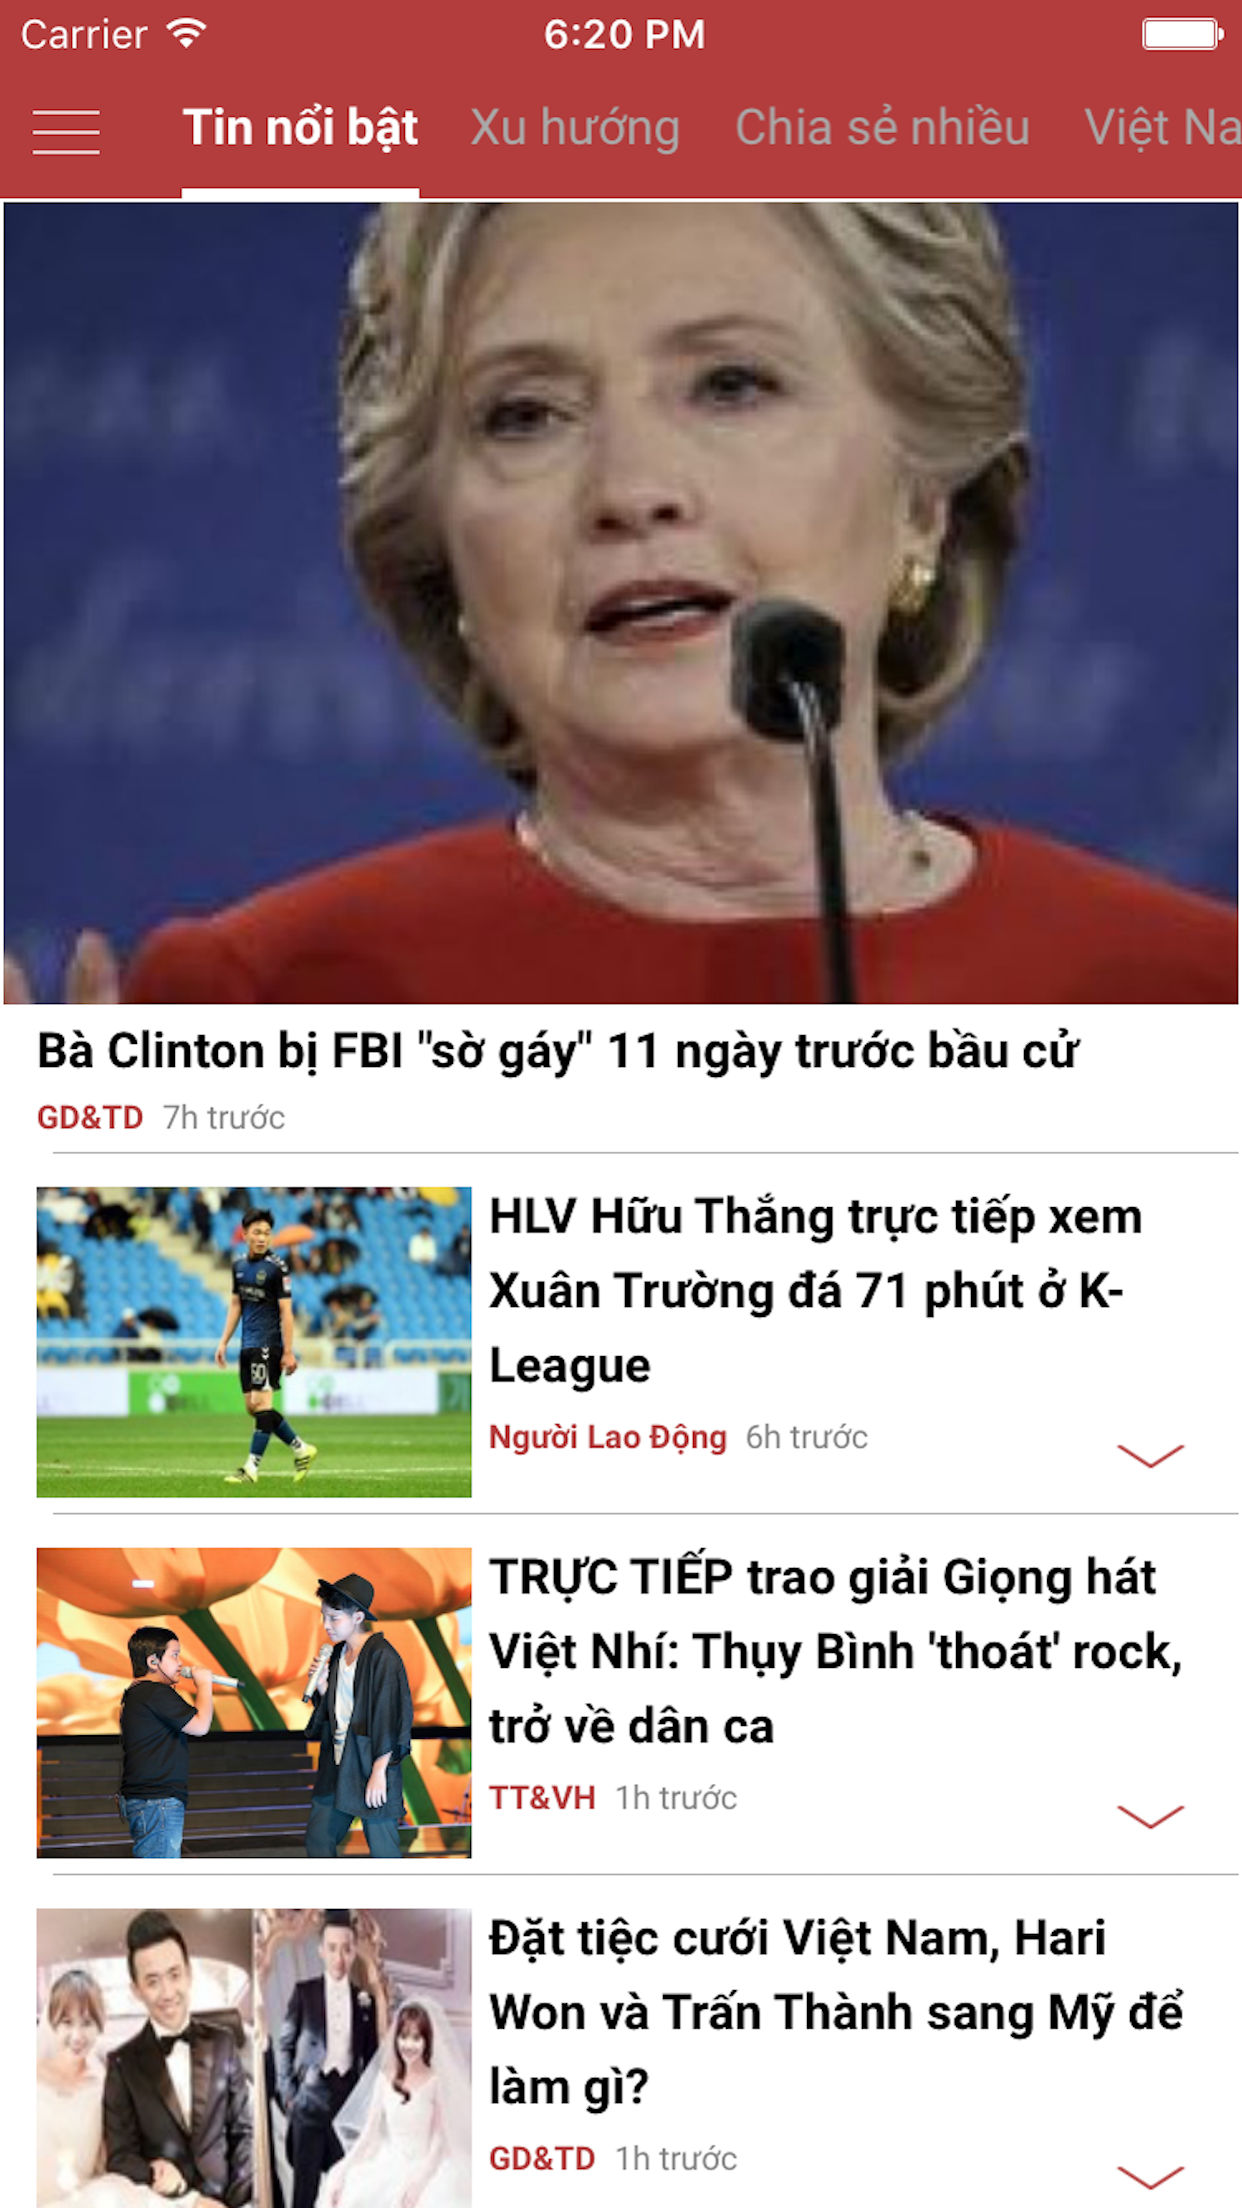 Carrier 6:20 PM
Tin nổi bật Xu hướng Chia sẻ nhiều Việt Na
Bà Clinton bị FBI "sờ gáy" 11 ngày trước bầu cử
GD&TD 7h trước
HLV Hữu Thắng trực tiếp xem
Xuân Trường đá 71 phút ở K-
League
Người Lao Động 6h trước
50
TRỰC TIẾP trao giải Giọng hát
Việt Nhí: Thụy Bình 'thoát' rock,
trở về dân ca
TT&VH 1h trước
Đặt tiệc cưới Việt Nam, Hari
Won và Trấn Thành sang Mỹ để
làm gì?
GD&TD 1h trước